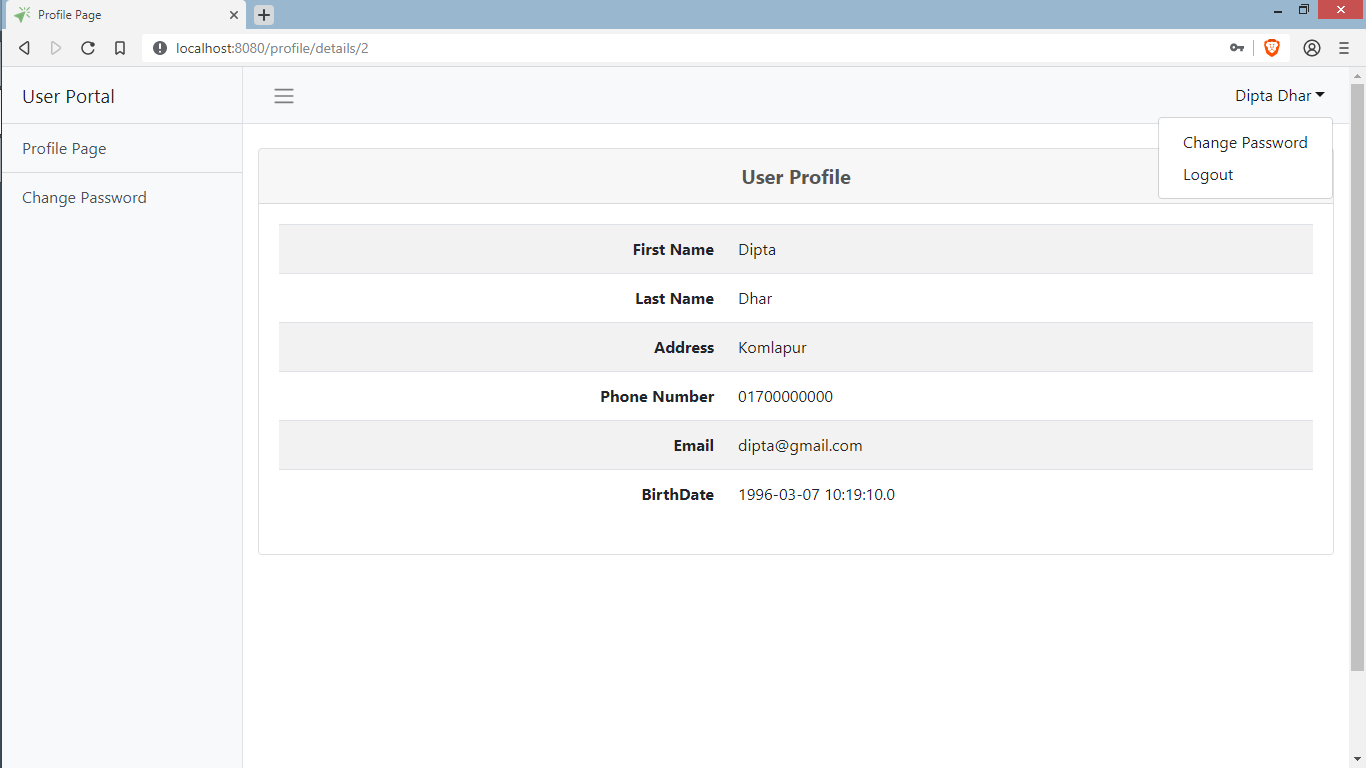 Profile Page
localhost:8080/profile/details/2
User Portal
Dipta Dhar
Profile Page
Change Password
Change Password
Logout
User Profile
First Name Dipta
Last Name Dhar
Address Komlapur
Phone Number 01700000000
Email dipta@gmail.com
BirthDate 1996-03-07 10:19:10.0